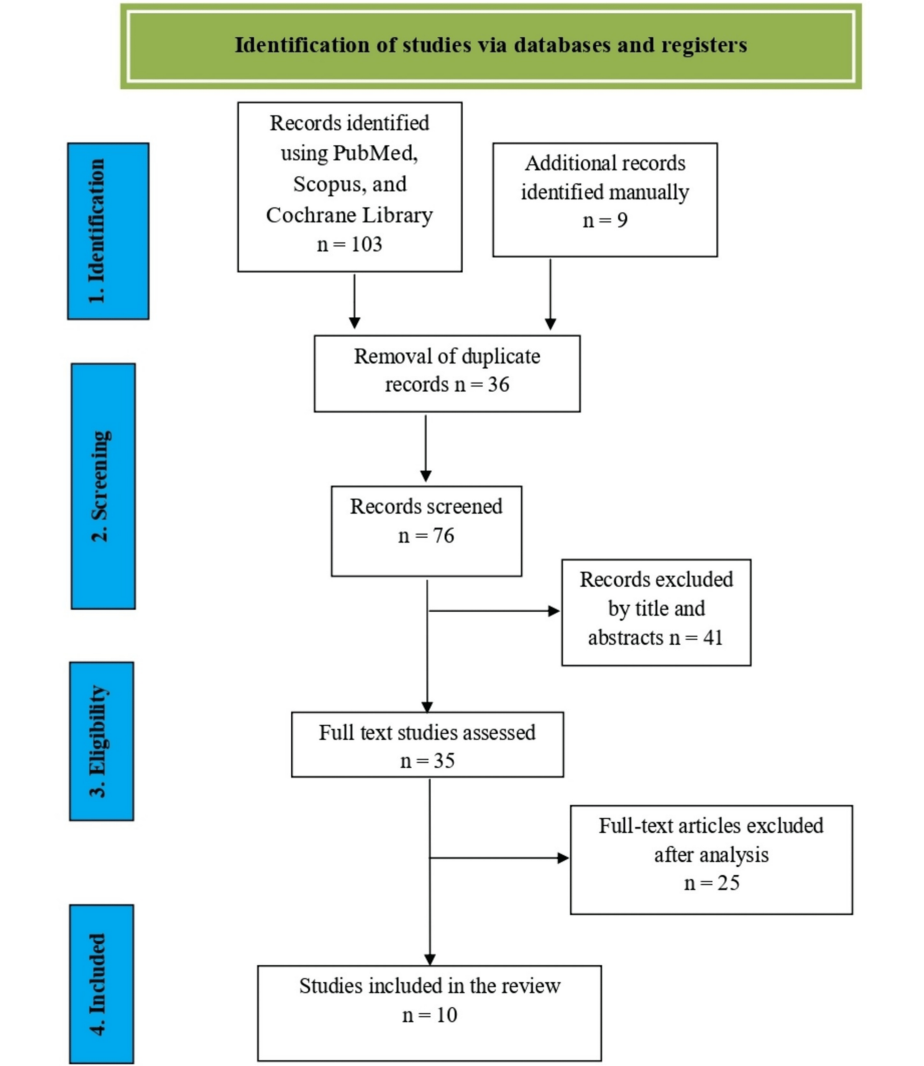 Identification of studies via databases and registers
1. Identification
Records identified
using PubMed,
Scopus, and
Cochrane Library
n = 103
Additional records
identified manually
n = 9
Removal of duplicate
records n = 36
2. Screening
Records screened
n = 76
Records excluded
by title and
abstracts n = 41
3. Eligibility
Full text studies assessed
n = 35
Full-text articles excluded
after analysis
n = 25
4. Included
Studies included in the review
n = 10